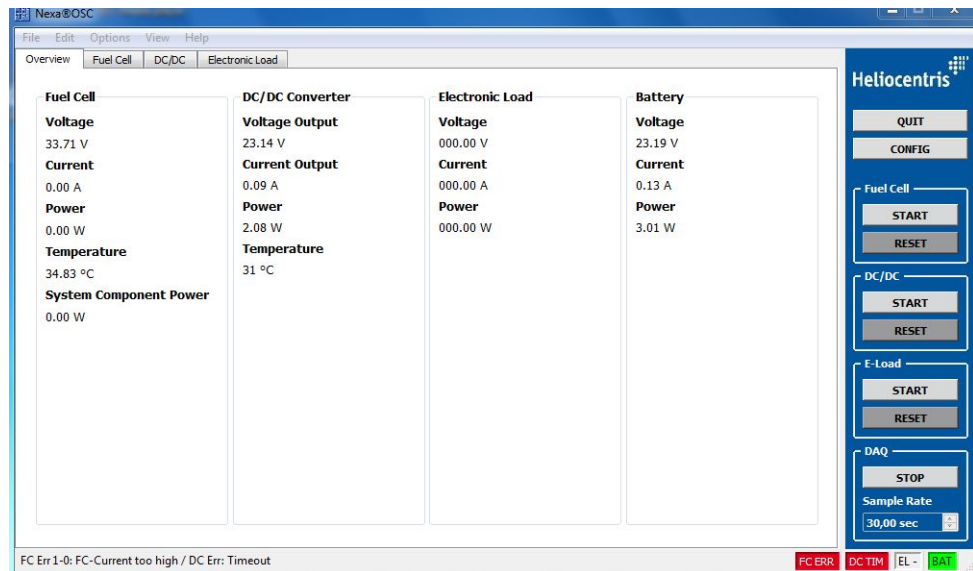 Nexa®OSC
File Edit Options View Help
Overview Fuel Cell DC/DC Electronic Load
Fuel Cell
Voltage
33.71 V
Current
0.00 A
Power
0.00 W
Temperature
34.83 ºC
System Component Power
0.00 W
DC/DC Converter
Voltage Output
23.14 V
Current Output
0.09 A
Power
2.08 W
Temperature
31 ºC
Electronic Load
Voltage
000.00 V
Current
000.00 A
Power
000.00 W
Battery
Voltage
23.19 V
Current
0.13 A
Power
3.01 W
Heliocentris
QUIT
CONFIG
Fuel Cell
START
RESET
DC/DC
START
RESET
E-Load
START
RESET
DAQ
STOP
Sample Rate
30,00 sec
FC Err1-0: FC-Current too high / DC Err: Timeout
FC ERR DC TIM EL - BAT